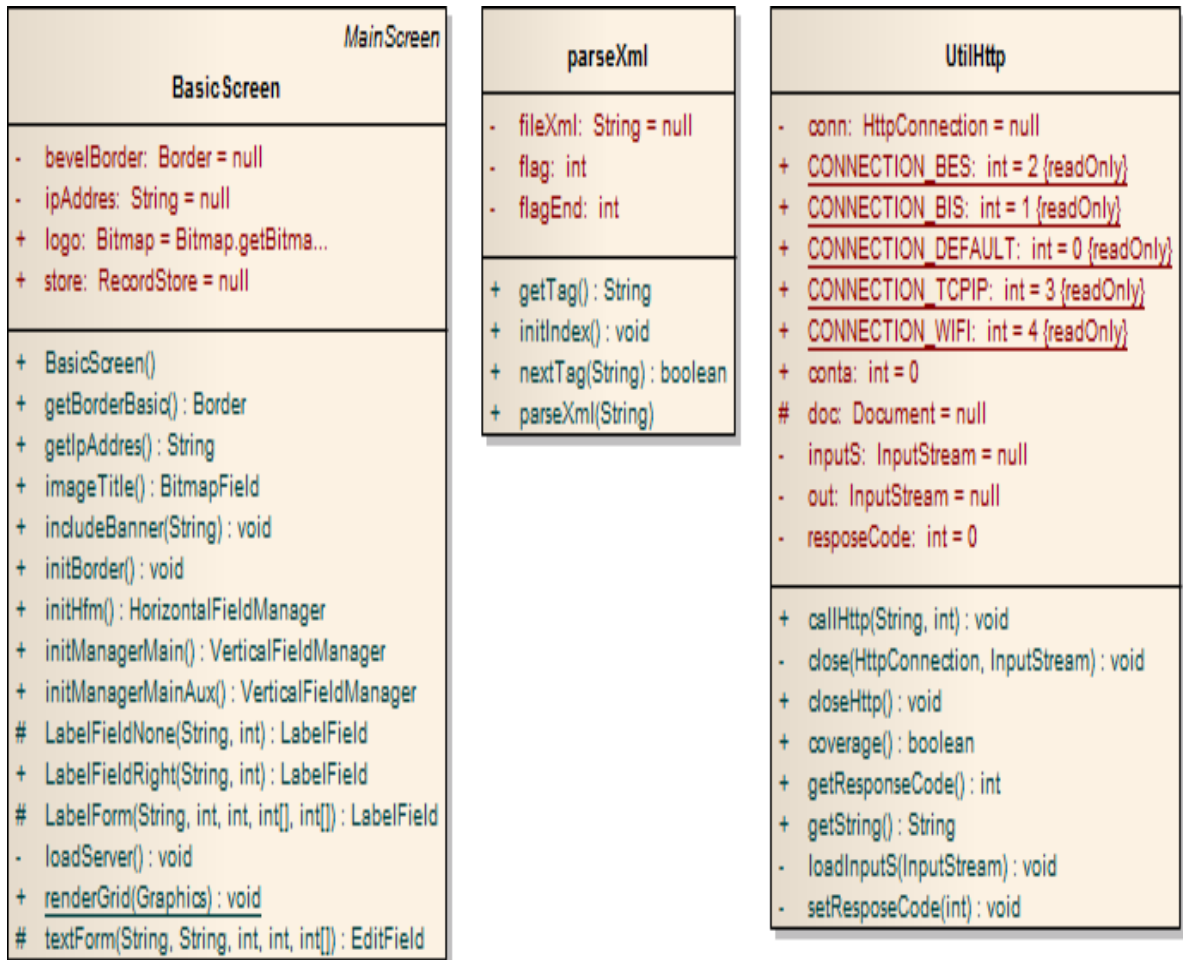 MainScreen
BasicScreen
- bevelBorder: Border = null
- ipAddres: String = null
+ logo: Bitmap = Bitmap.getBitma...
+ store: RecordStore = null
+ BasicScreen()
+ getBorderBasic() : Border
+ getIpAddres() : String
+ imageTitle() : BitmapField
+ includeBanner(String) : void
+ initBorder() : void
+ initHfm() : HorizontalFieldManager
+ initManagerMain() : VerticalFieldManager
+ initManagerMainAux() : VerticalFieldManager
# LabelFieldNone(String, int) : LabelField
+ LabelFieldRight(String, int) : LabelField
# LabelForm(String, int, int, int[], int[]) : LabelField
- loadServer() : void
+ renderGrid(Graphics) : void
# textForm(String, String, int, int, int[]) : EditField
parseXml
- fileXml: String = null
- flag: int
- flagEnd: int
+ getTag() : String
+ initIndex() : void
+ nextTag(String) : boolean
+ parseXml(String)
UtilHttp
- conn: HttpConnection = null
+ CONNECTION_BES: int = 2 {readOnly}
+ CONNECTION_BIS: int = 1 {readOnly}
+ CONNECTION_DEFAULT: int = 0 {readOnly}
+ CONNECTION_TCPIP: int = 3 {readOnly}
+ CONNECTION_WIFI: int = 4 {readOnly}
+ conta: int = 0
# doc: Document = null
- inputS: InputStream = null
- out: InputStream = null
- resposeCode: int = 0
+ callHttp(String, int) : void
- close(HttpConnection, InputStream) : void
+ closeHttp() : void
+ coverage() : boolean
+ getResponseCode() : int
+ getString() : String
- loadInputS(InputStream) : void
- setResposeCode(int) : void